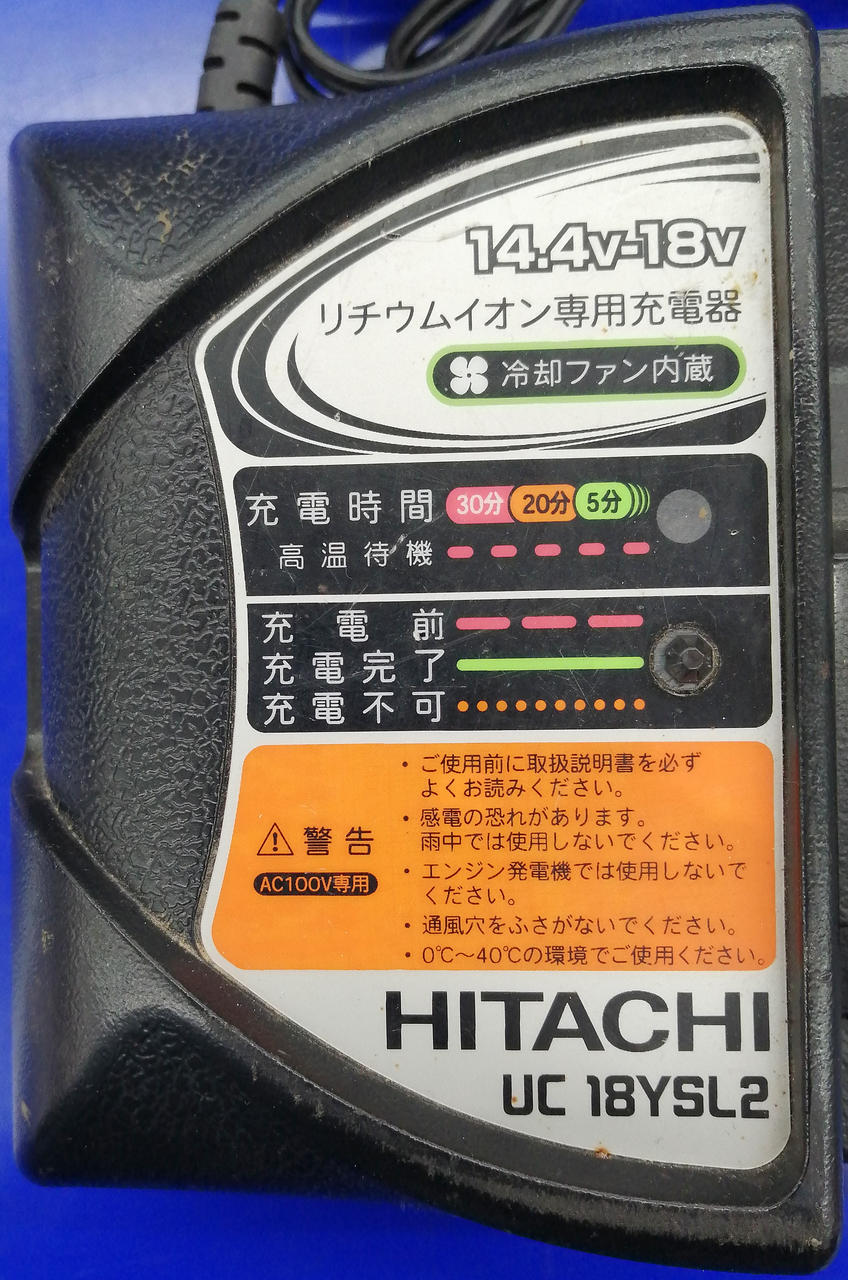 14.4v-18v
リチウムイオン専用充電器
冷却ファン内蔵
充電時間 30分 20分 5分
高温待機
充電前
充電完了
充電不可
警告
AC100V専用
・ご使用前に取扱説明書を必ず
よくお読みください。
・感電の恐れがあります。
雨中では使用しないでください。
・エンジン発電機では使用しないで
ください。
・通風穴をふさがないでください。
・0℃～40℃の環境でご使用ください。
HITACHI
UC 18YSL2